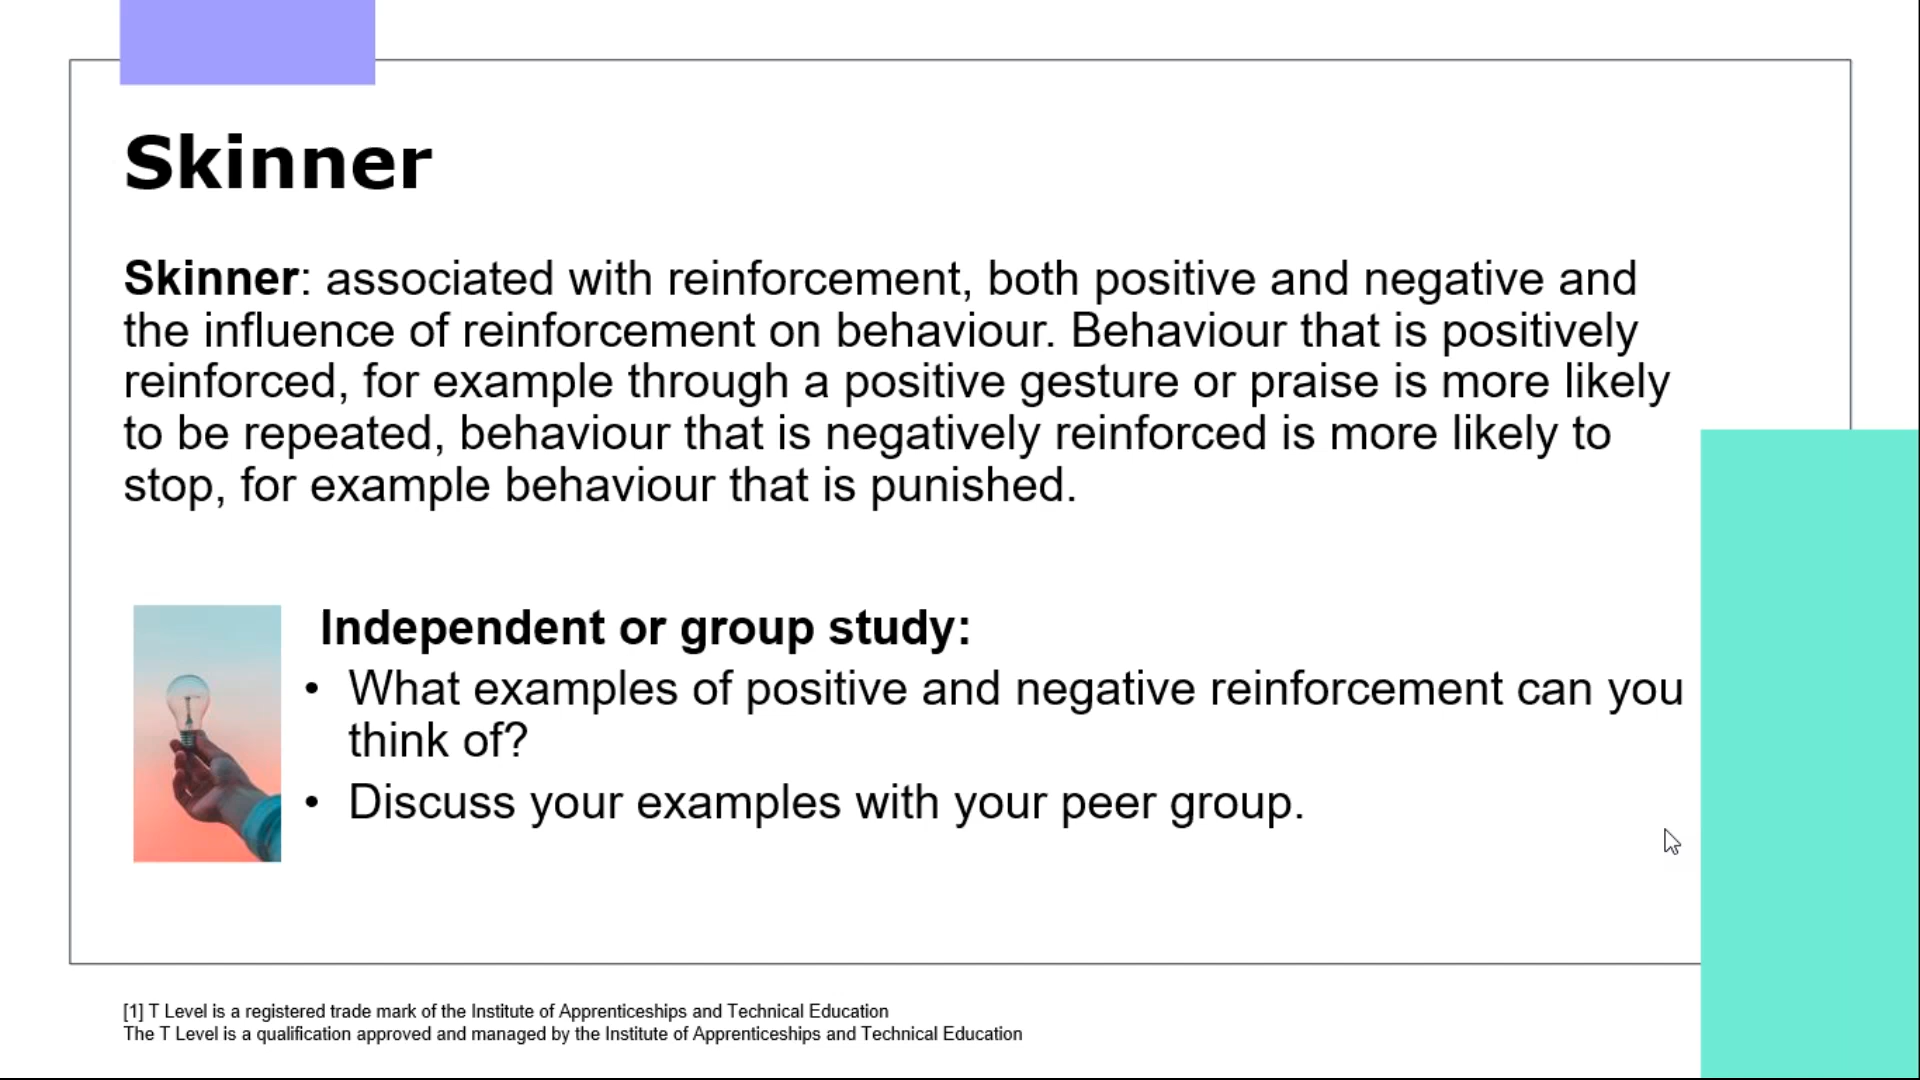 Skinner
Skinner: associated with reinforcement, both positive and negative and
the influence of reinforcement on behaviour. Behaviour that is positively
reinforced, for example through a positive gesture or praise is more likely
to be repeated, behaviour that is negatively reinforced is more likely to
stop, for example behaviour that is punished.
Independent or group study:
• What examples of positive and negative reinforcement can you
think of?
• Discuss your examples with your peer group.
[1] T Level is a registered trade mark of the Institute of Apprenticeships and Technical Education
The T Level is a qualification approved and managed by the Institute of Apprenticeships and Technical Education